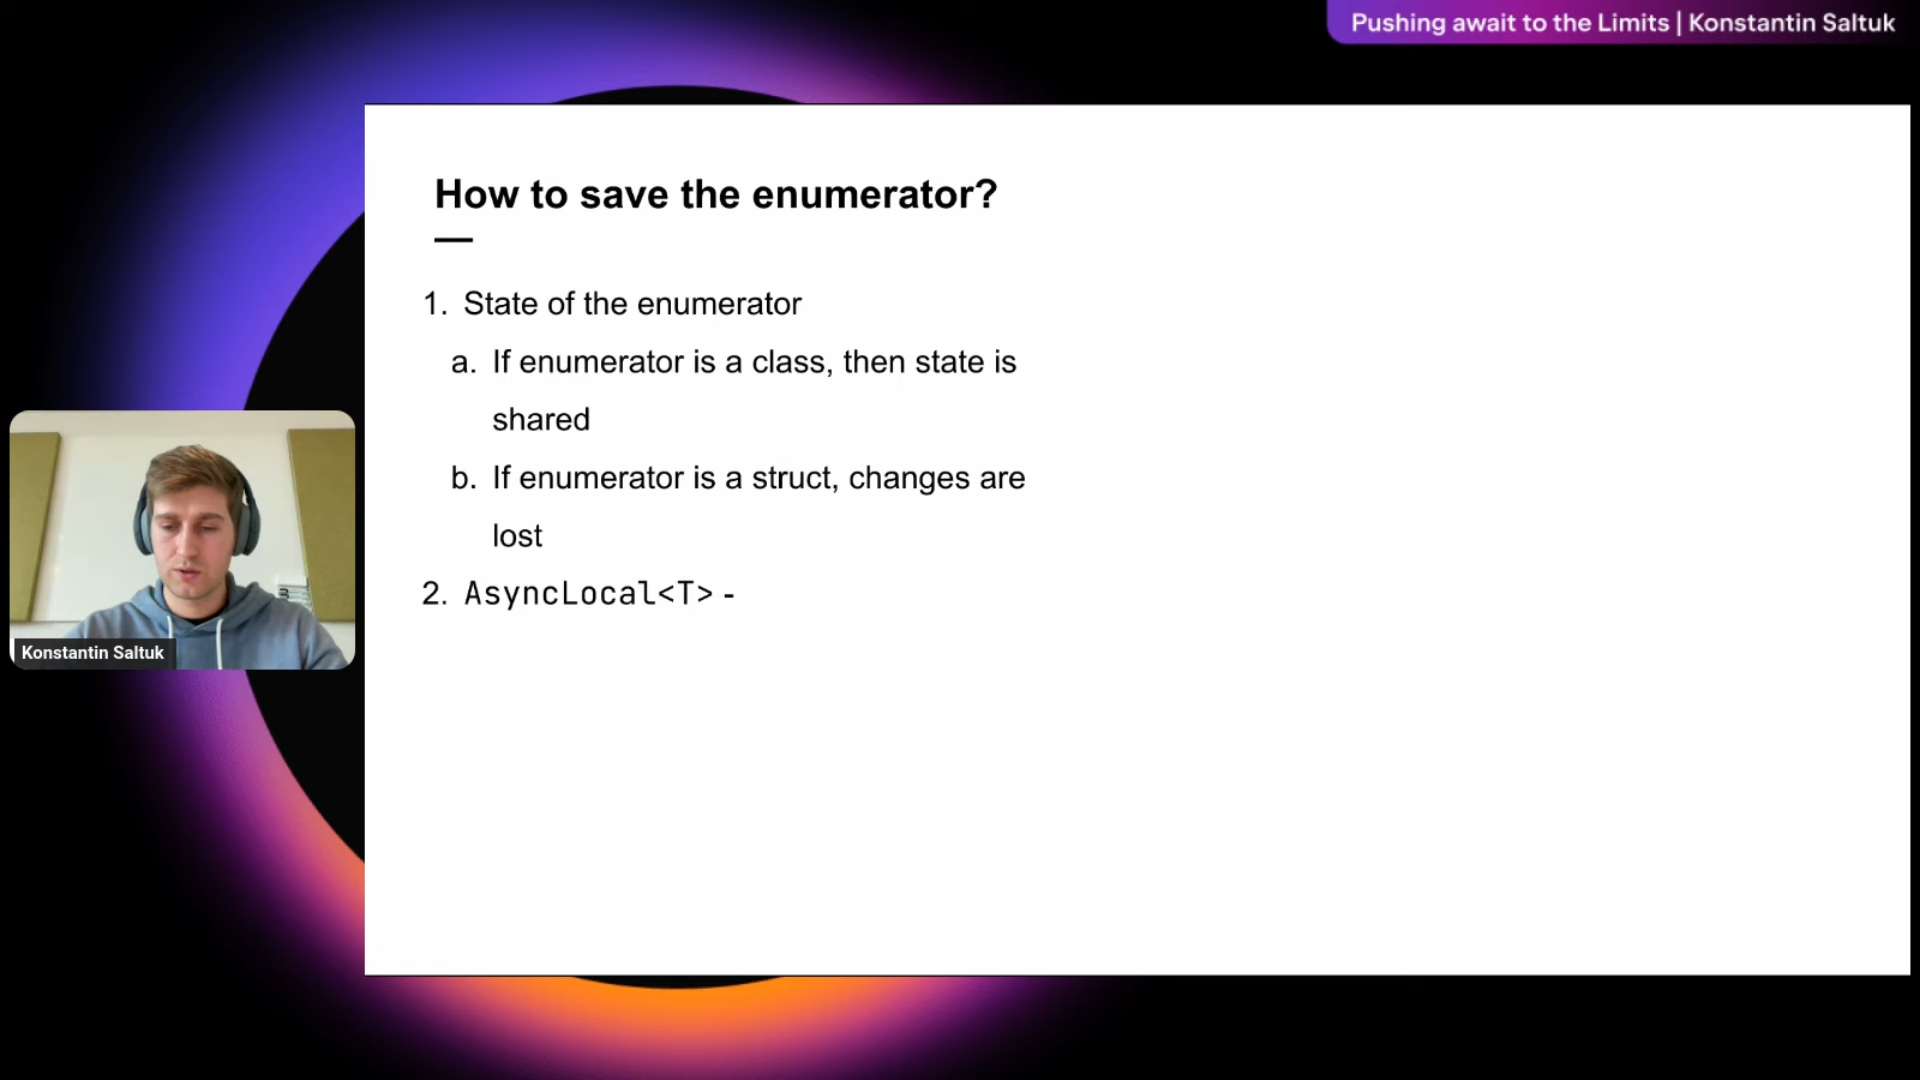 Pushing await to the Limits | Konstantin Saltuk
How to save the enumerator?
1. State of the enumerator
a. If enumerator is a class, then state is
shared
b. If enumerator is a struct, changes are
lost
2. AsyncLocal<T> -
Konstantin Saltuk